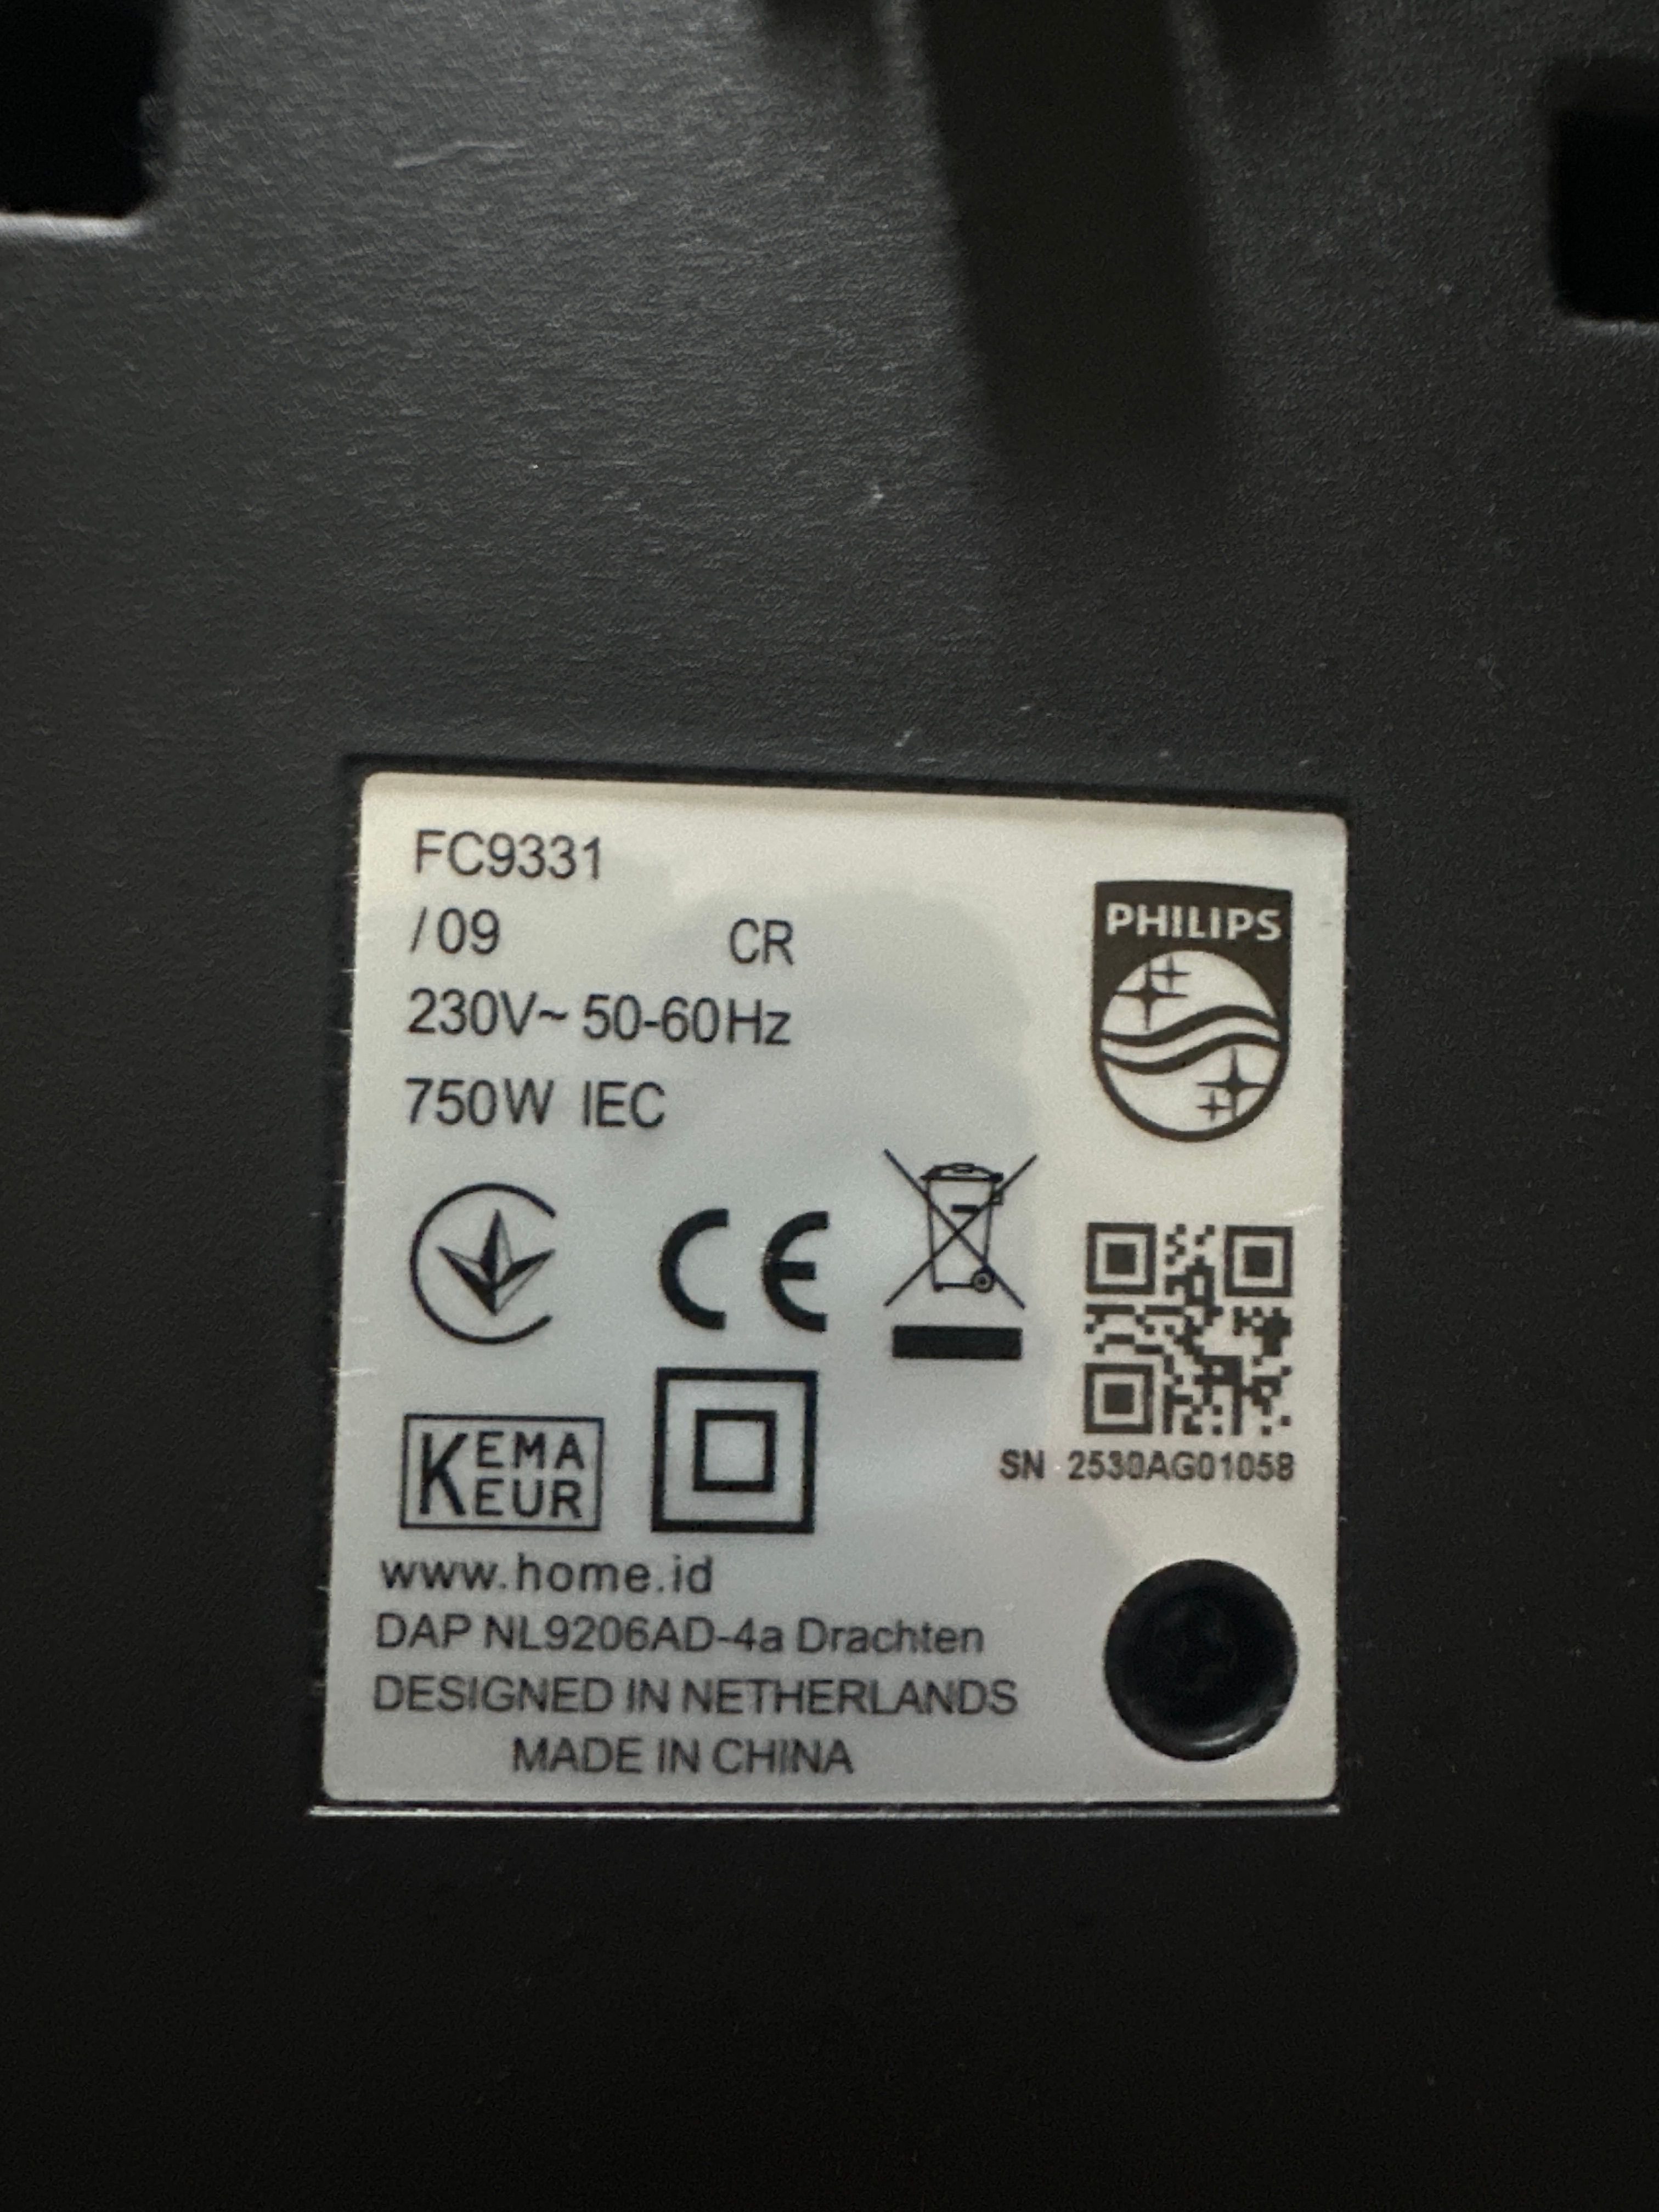 FC9331
/09 CR
230V~ 50-60Hz
750W IEC
PHILIPS
CE
KEMA
KEUR
SN 2530AG01058
www.home.id
DAP NL9206AD-4a Drachten
DESIGNED IN NETHERLANDS
MADE IN CHINA